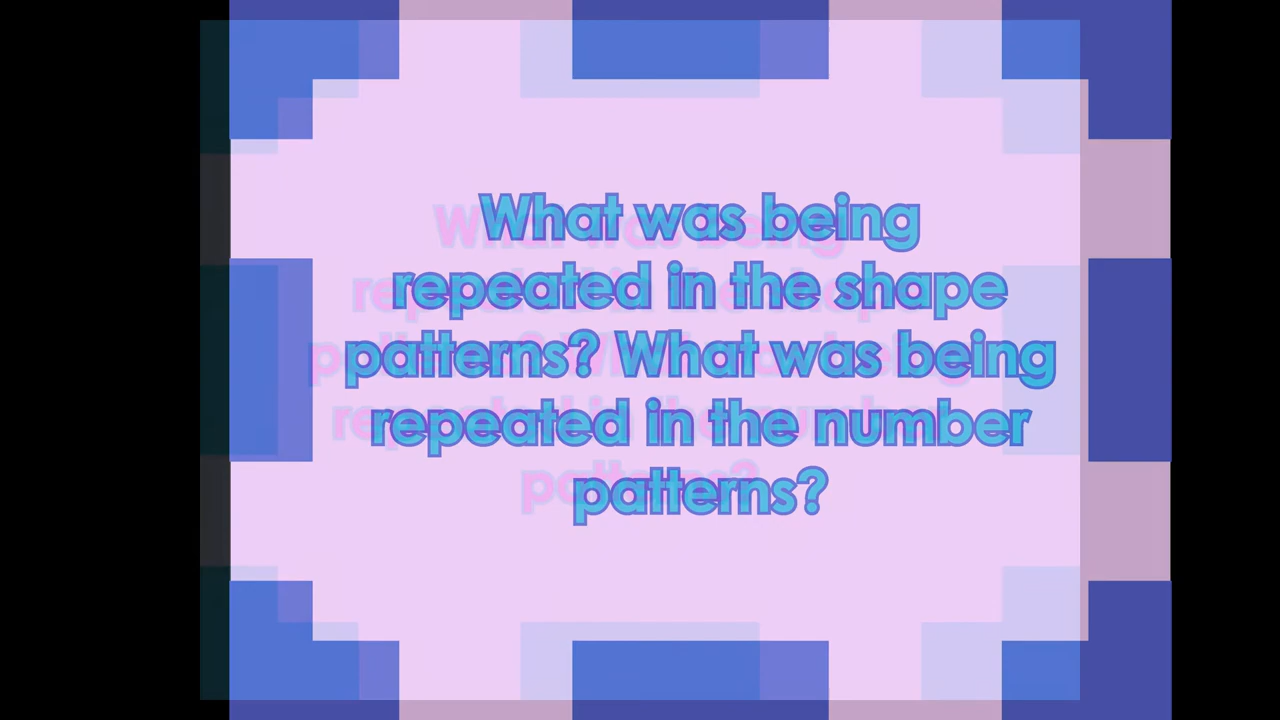 What was being
repeated in the shape
patterns? What was being
repeated in the number
patterns?